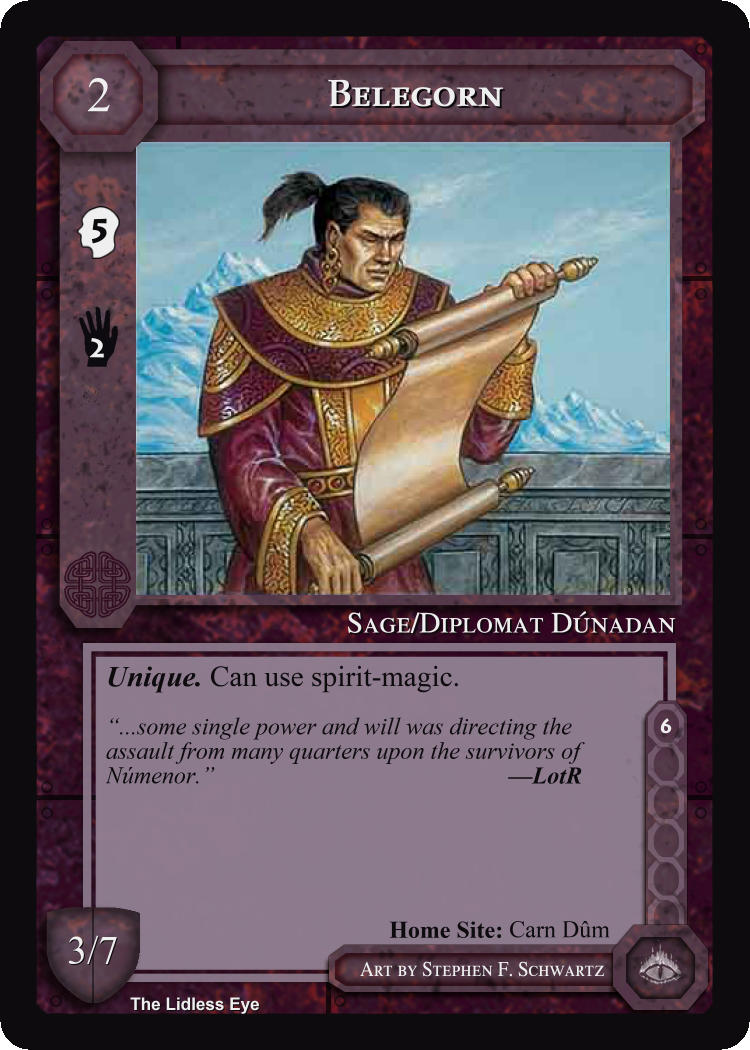 2
Belegorn
5
2
Sage/Diplomat Dúnadan
Unique. Can use spirit-magic.
“...some single power and will was directing the
assault from many quarters upon the survivors of
Númenor.” —LotR
6
Home Site: Carn Dûm
3/7
Art by Stephen F. Schwartz
The Lidless Eye